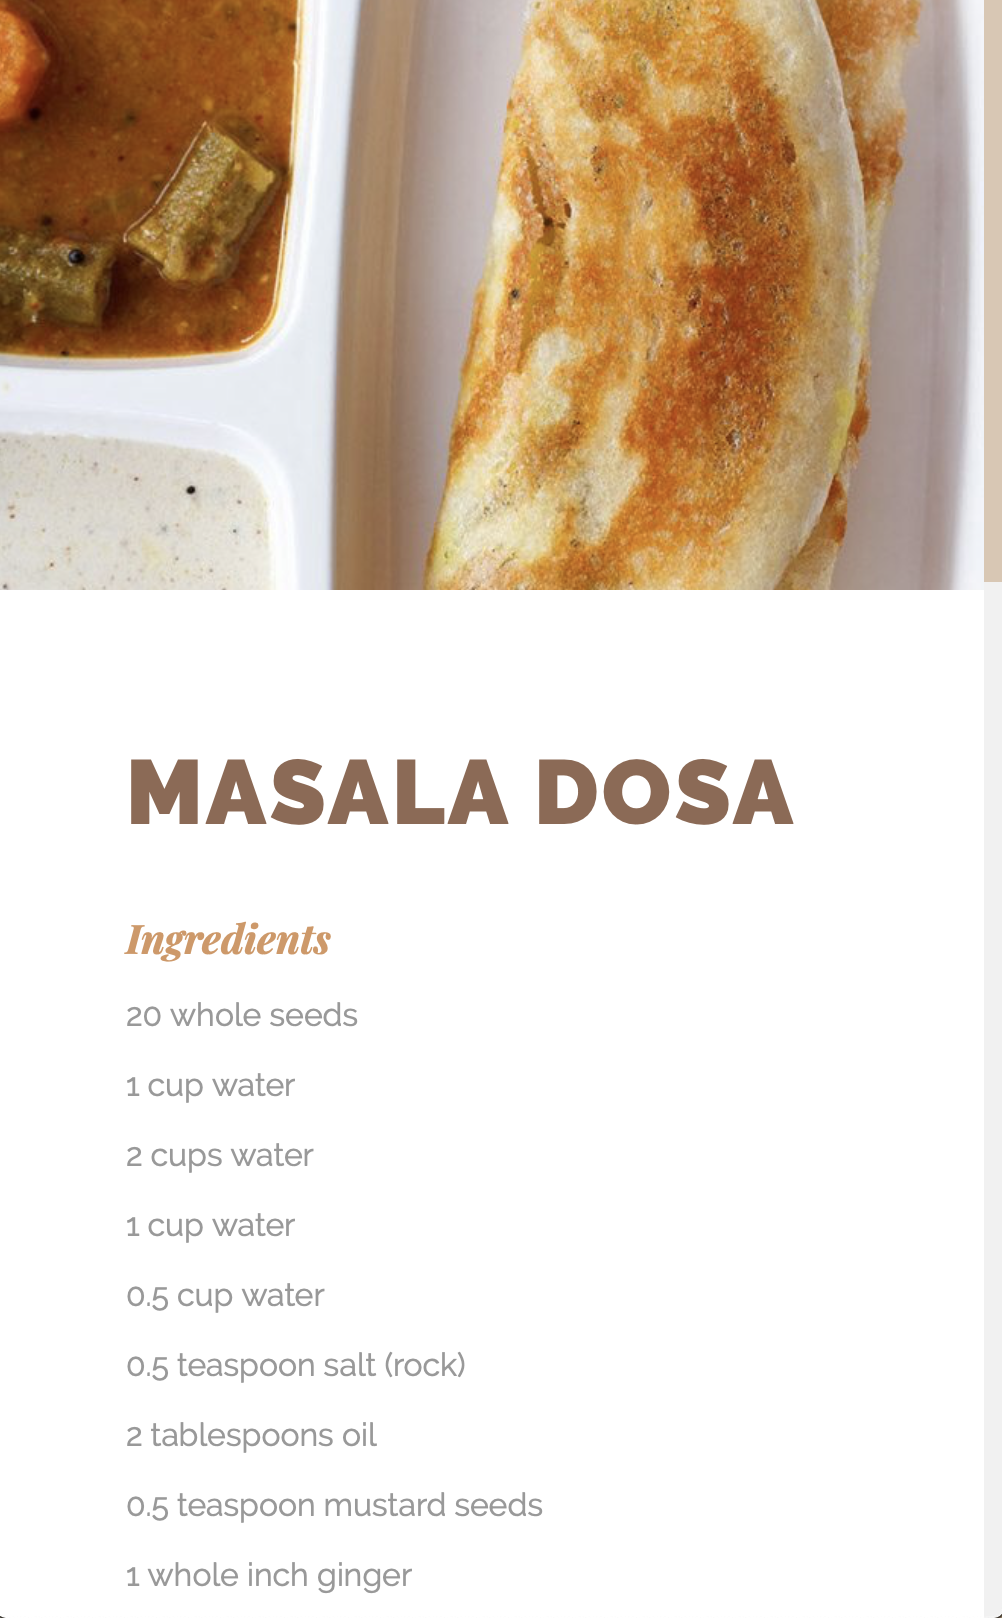 MASALA DOSA
Ingredients
20 whole seeds
1 cup water
2 cups water
1 cup water
0.5 cup water
0.5 teaspoon salt (rock)
2 tablespoons oil
0.5 teaspoon mustard seeds
1 whole inch ginger